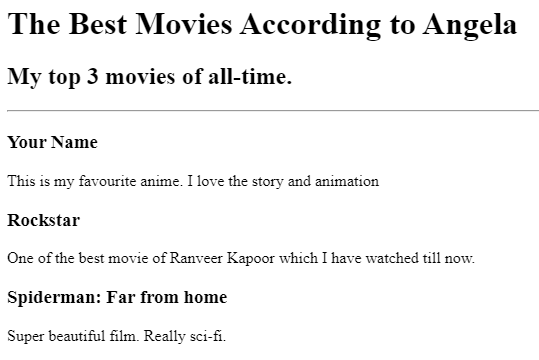 The Best Movies According to Angela
My top 3 movies of all-time.
Your Name
This is my favourite anime. I love the story and animation
Rockstar
One of the best movie of Ranveer Kapoor which I have watched till now.
Spiderman: Far from home
Super beautiful film. Really sci-fi.